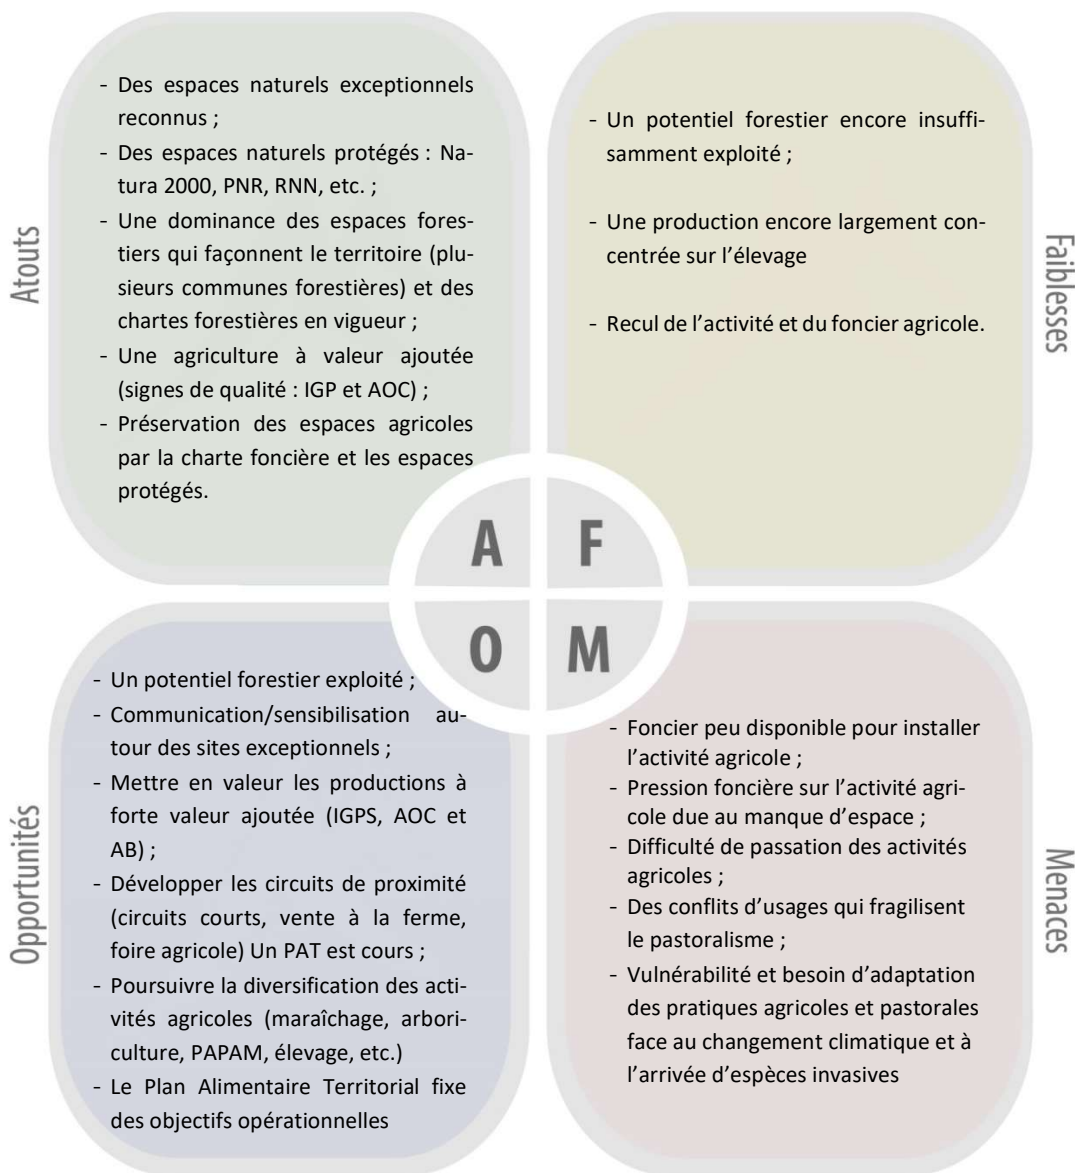 Atouts
- Des espaces naturels exceptionnels
reconnus ;
- Des espaces naturels protégés : Na-
tura 2000, PNR, RNN, etc. ;
- Une dominance des espaces fores-
tiers qui façonnent le territoire (plu-
sieurs communes forestières) et des
chartes forestières en vigueur ;
- Une agriculture à valeur ajoutée
(signes de qualité : IGP et AOC) ;
- Préservation des espaces agricoles
par la charte foncière et les espaces
protégés.
Faiblesses
- Un potentiel forestier encore insuffi-
samment exploité ;
- Une production encore largement con-
centrée sur l’élevage
- Recul de l’activité et du foncier agricole.
A F
O M
Opportunités
- Un potentiel forestier exploité ;
- Communication/sensibilisation au-
tour des sites exceptionnels ;
- Mettre en valeur les productions à
forte valeur ajoutée (IGPS, AOC et
AB) ;
- Développer les circuits de proximité
(circuits courts, vente à la ferme,
foire agricole) Un PAT est cours ;
- Poursuivre la diversification des acti-
vités agricoles (maraîchage, arbori-
culture, PAPAM, élevage, etc.)
- Le Plan Alimentaire Territorial fixe
des objectifs opérationnelles
Menaces
- Foncier peu disponible pour installer
l’activité agricole ;
- Pression foncière sur l’activité agri-
cole due au manque d’espace ;
- Difficulté de passation des activités
agricoles ;
- Des conflits d’usages qui fragilisent
le pastoralisme ;
- Vulnérabilité et besoin d’adaptation
des pratiques agricoles et pastorales
face au changement climatique et à
l’arrivée d’espèces invasives